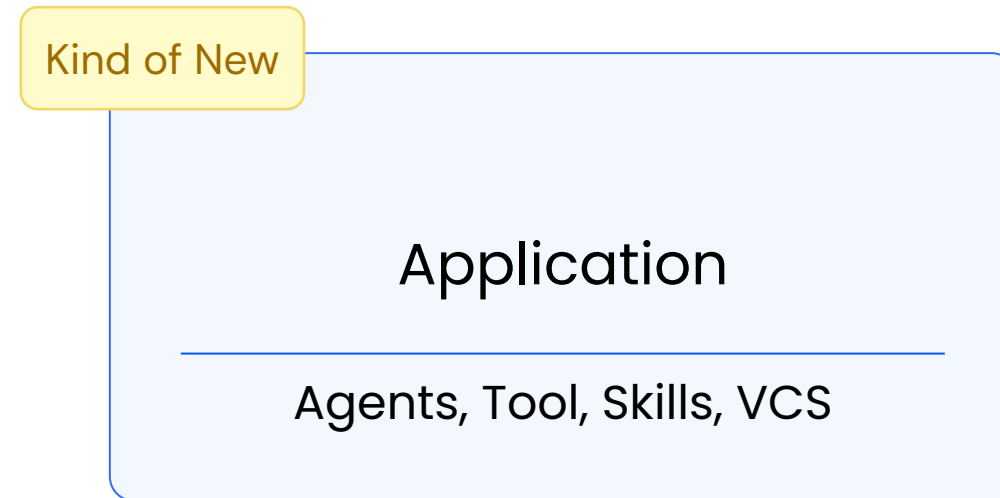 Kind of New
Application
Agents, Tool, Skills, VCS